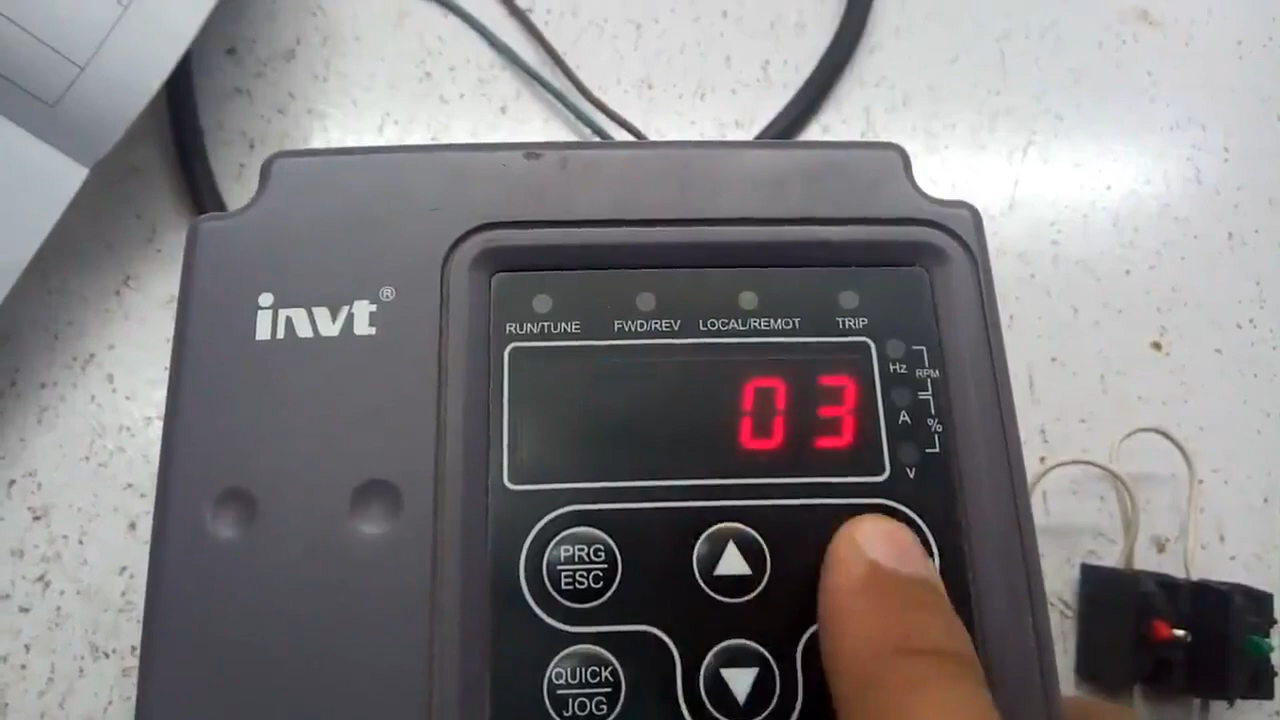 invt®
RUN/TUNE FWD/REV LOCAL/REMOT TRIP
03
Hz RPM
A %
V
PRG
ESC
QUICK
JOG